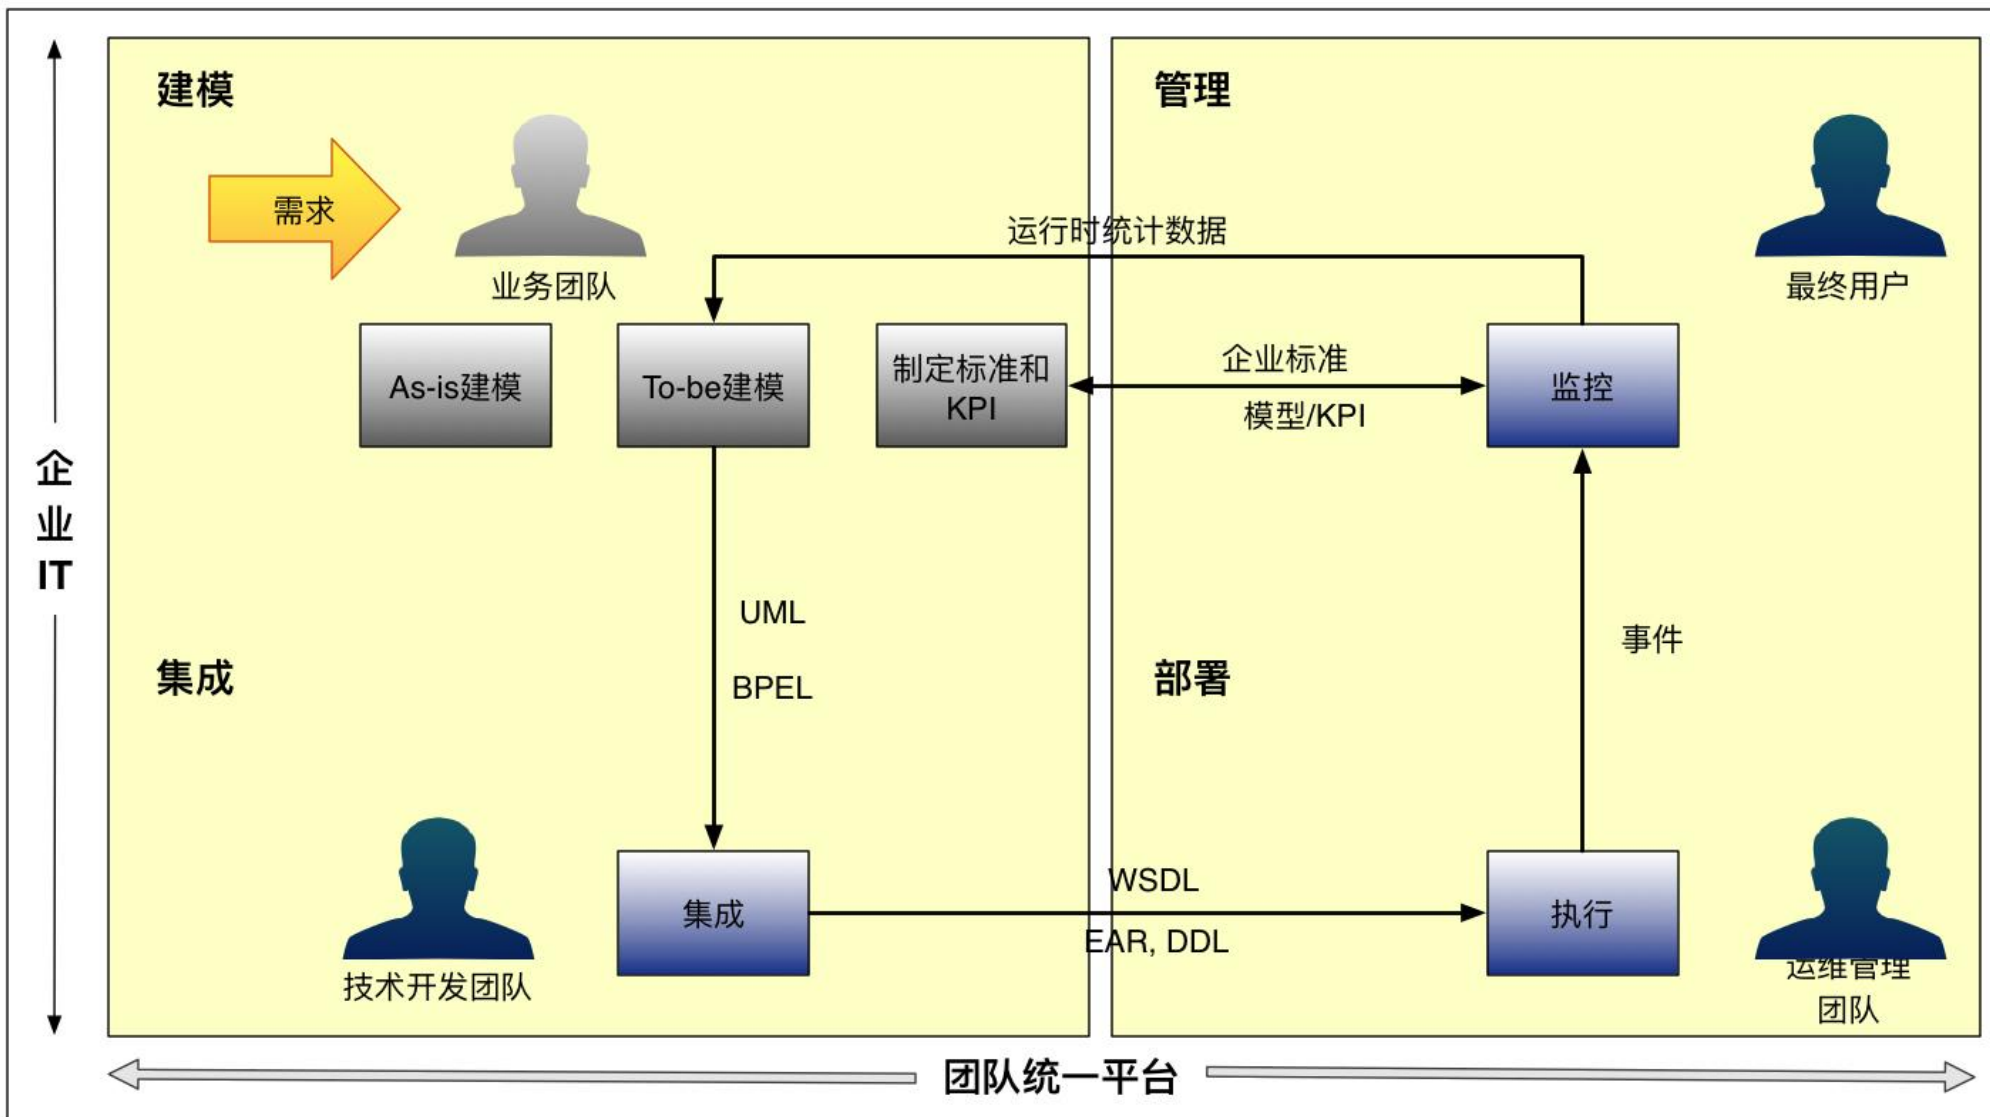 建模
管理
需求
业务团队
最终用户
运行时统计数据
As-is建模
To-be建模
制定标准和
KPI
企业标准
模型/KPI
监控
企
业
IT
UML
BPEL
事件
集成
部署
集成
WSDL
EAR, DDL
执行
技术开发团队
运维管理
团队
团队统一平台